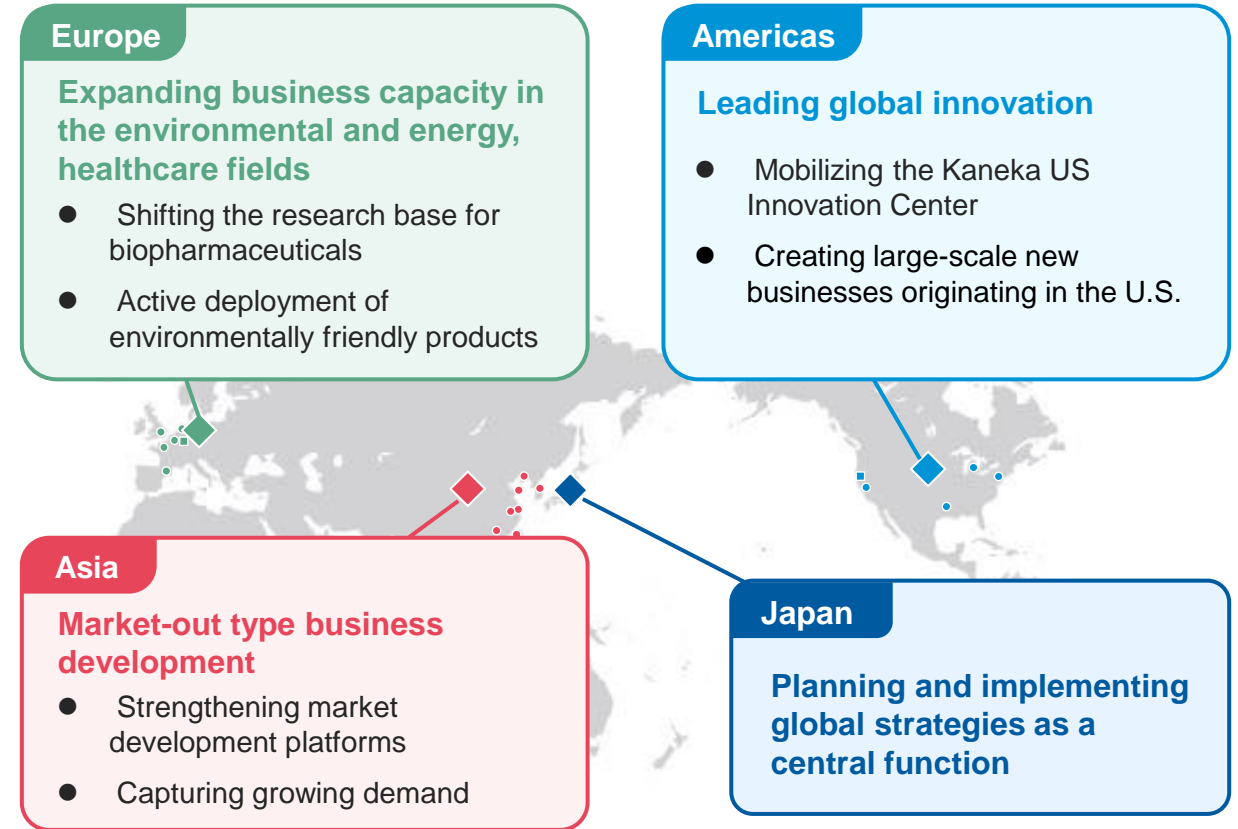 Europe
Expanding business capacity in
the environmental and energy,
healthcare fields
● Shifting the research base for
biopharmaceuticals
● Active deployment of
environmentally friendly products
Americas
Leading global innovation
● Mobilizing the Kaneka US
Innovation Center
● Creating large-scale new
businesses originating in the U.S.
Asia
Market-out type business
development
● Strengthening market
development platforms
● Capturing growing demand
Japan
Planning and implementing
global strategies as a
central function